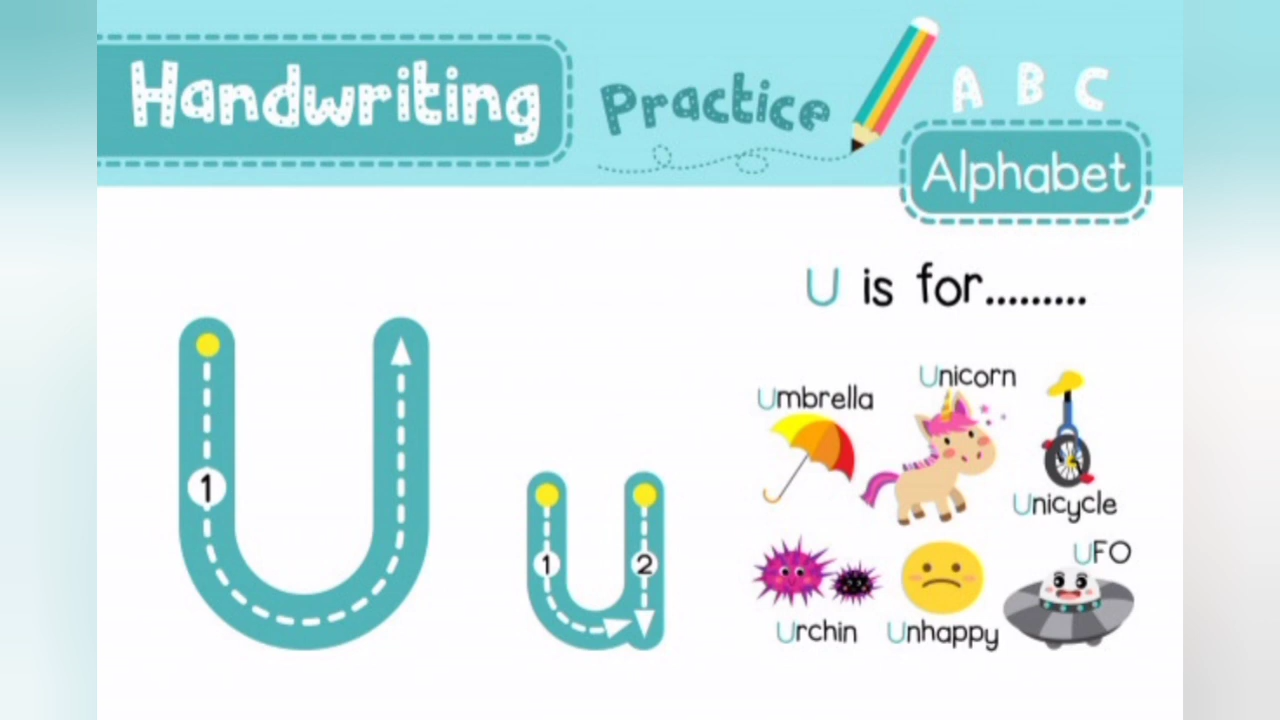 Handwriting Practice
A B C
Alphabet
U is for.........
Umbrella
Unicorn
Unicycle
1
1
2
Urchin
Unhappy
UFO